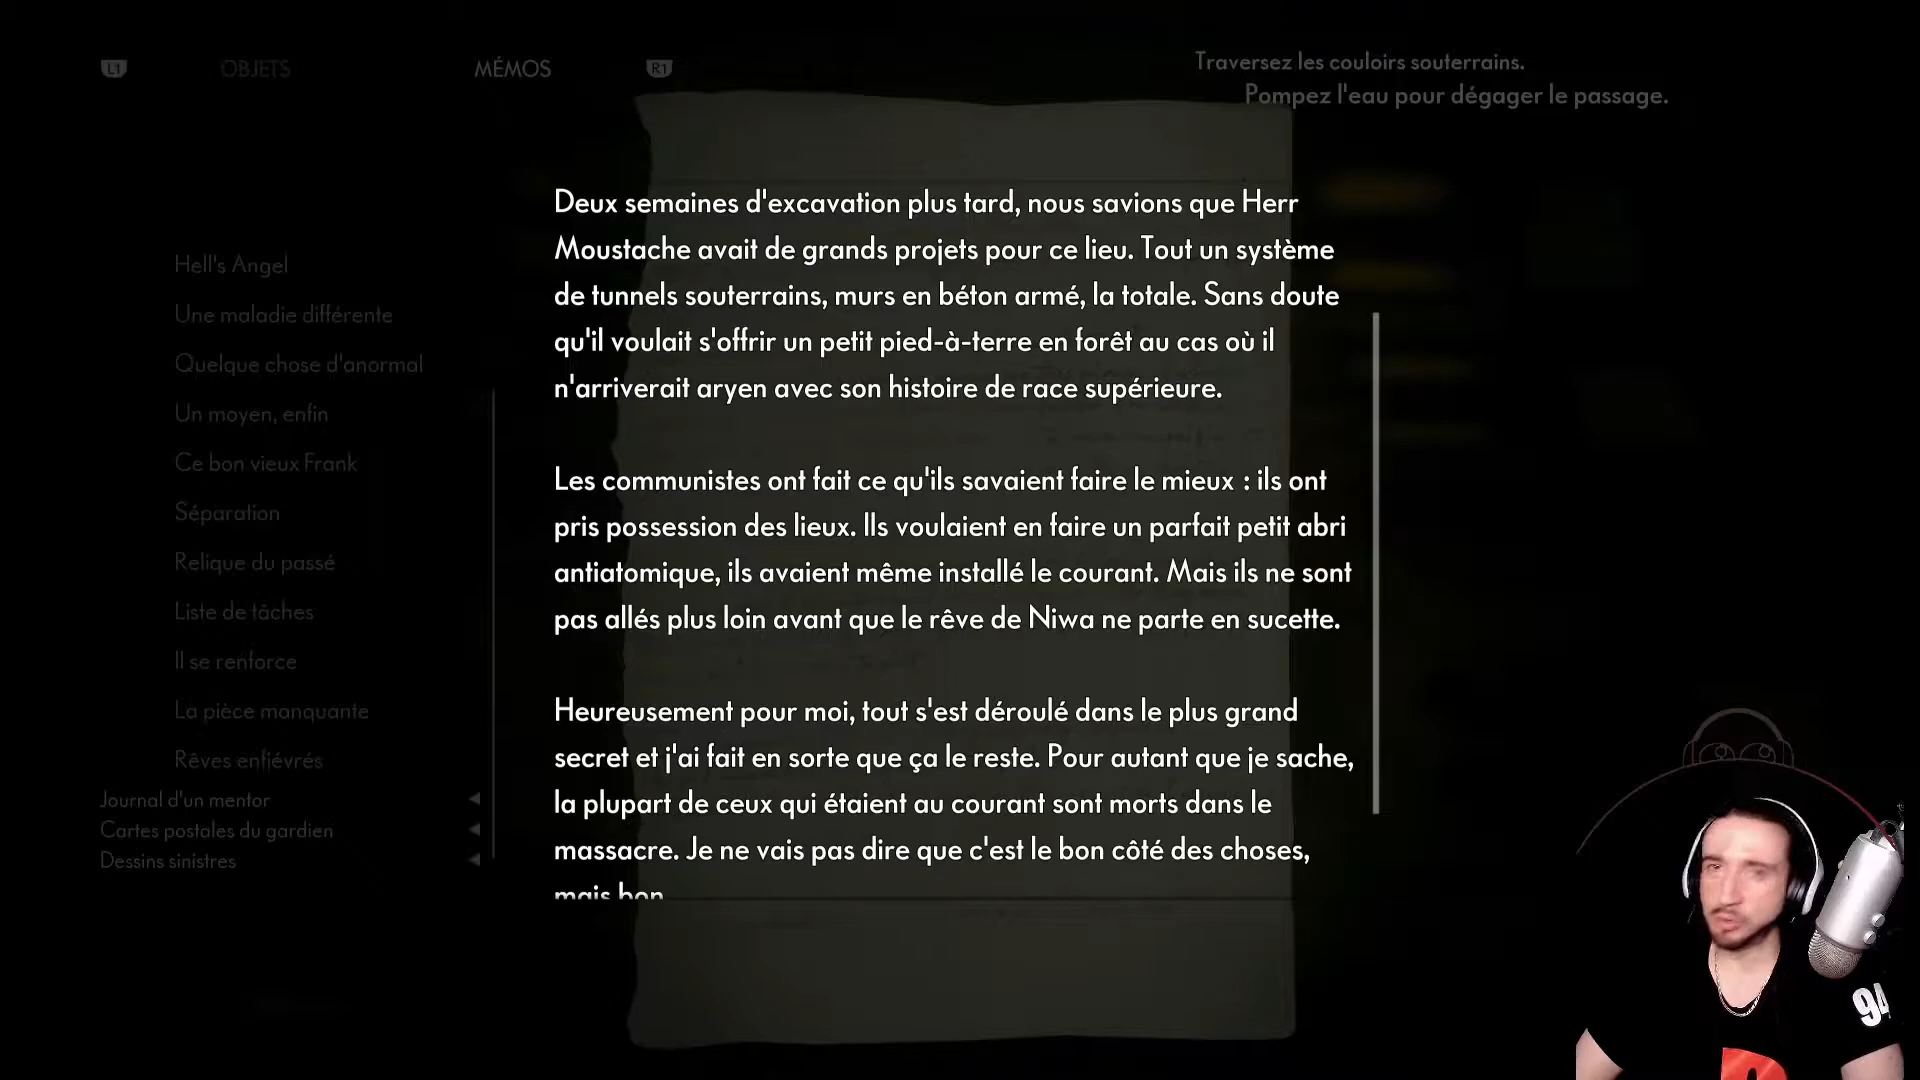 L1 OBJETS MÉMOS R1
Traversez les couloirs souterrains.
Pompez l'eau pour dégager le passage.
Hell's Angel
Une maladie différente
Quelque chose d'anormal
Un moyen, enfin
Ce bon vieux Frank
Séparation
Relique du passé
Liste de tâches
Il se renforce
La pièce manquante
Rêves enfiévrés
Journal d'un mentor
Cartes postales du gardien
Dessins sinistres
Deux semaines d'excavation plus tard, nous savions que Herr
Moustache avait de grands projets pour ce lieu. Tout un système
de tunnels souterrains, murs en béton armé, la totale. Sans doute
qu'il voulait s'offrir un petit pied-à-terre en forêt au cas où il
n'arriverait aryen avec son histoire de race supérieure.
Les communistes ont fait ce qu'ils savaient faire le mieux : ils ont
pris possession des lieux. Ils voulaient en faire un parfait petit abri
antiatomique, ils avaient même installé le courant. Mais ils ne sont
pas allés plus loin avant que le rêve de Niwa ne parte en sucette.
Heureusement pour moi, tout s'est déroulé dans le plus grand
secret et j'ai fait en sorte que ça le reste. Pour autant que je sache,
la plupart de ceux qui étaient au courant sont morts dans le
massacre. Je ne vais pas dire que c'est le bon côté des choses,
mais bon
94